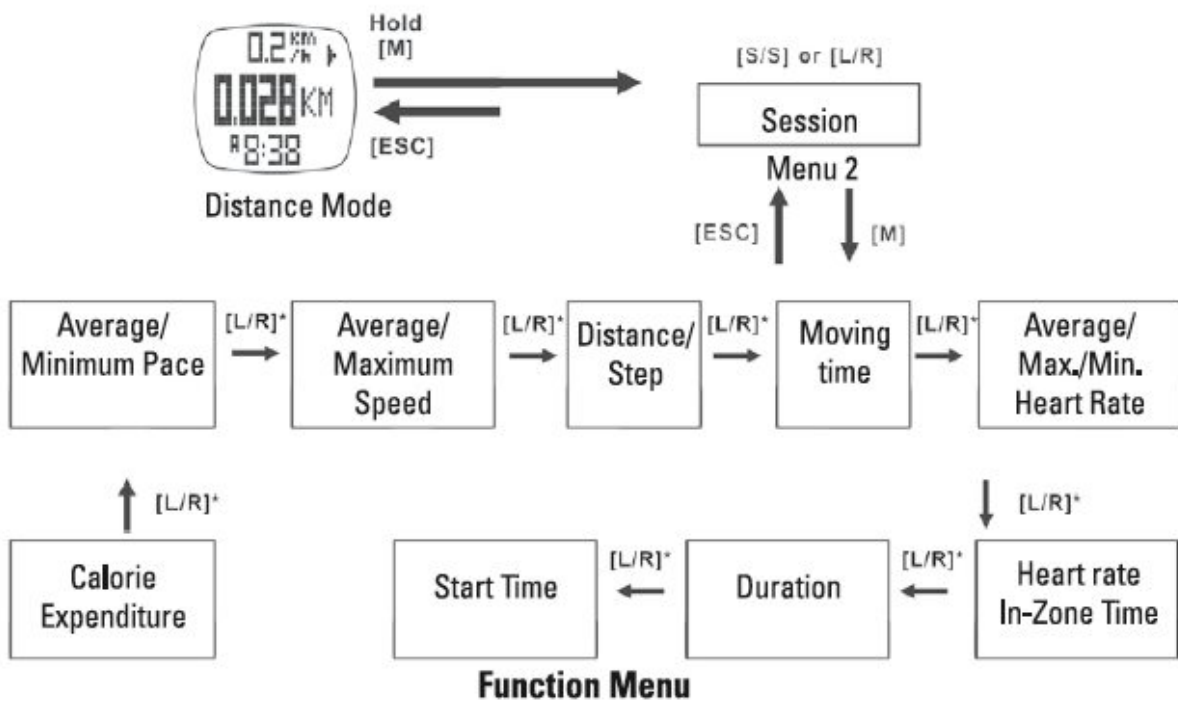 Hold
[M]
0.2 km/h
0.028 KM
A 8:38
[ESC]
Distance Mode
[S/S] or [L/R]
Session
Menu 2
[ESC]
[M]
Average/
Minimum Pace
[L/R]*
Average/
Maximum
Speed
[L/R]*
Distance/
Step
[L/R]*
Moving
time
[L/R]*
Average/
Max./Min.
Heart Rate
[L/R]*
[L/R]*
Calorie
Expenditure
Start Time
[L/R]*
Duration
[L/R]*
Heart rate
In-Zone Time
Function Menu